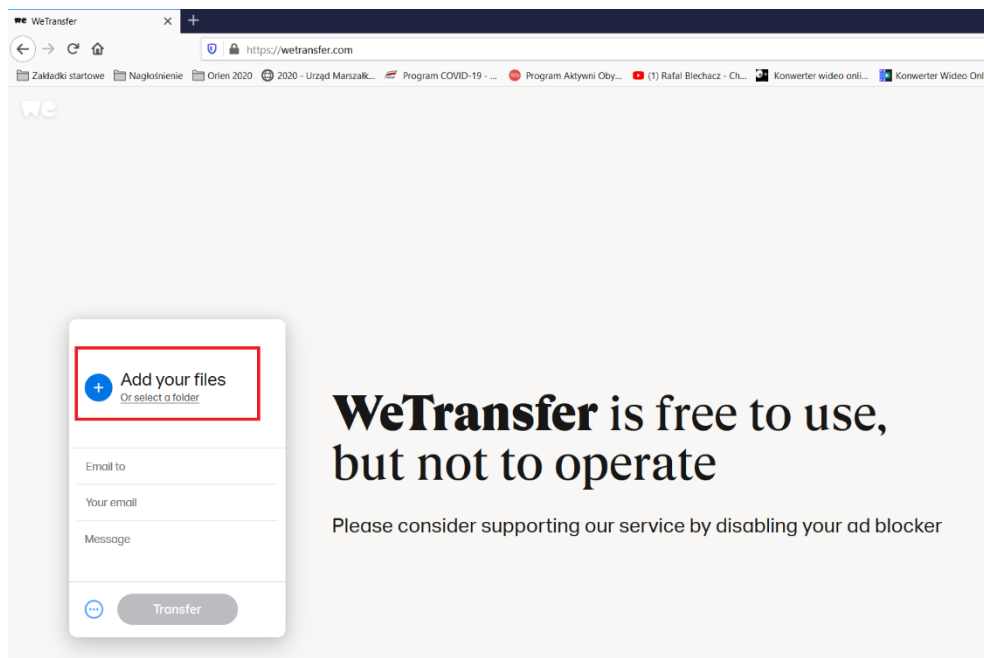 we WeTransfer
https://wetransfer.com
Zakładki startowe Nagłośnienie Orlen 2020 2020 - Urząd Marszałk... Program COVID-19 - ... Program Aktywni Oby... (1) Rafal Blechacz - Ch... Konwerter wideo onli... Konwerter Wideo Onl
we
Add your files
Or select a folder
WeTransfer is free to use,
but not to operate
Email to
Your email
Please consider supporting our service by disabling your ad blocker
Message
Transfer